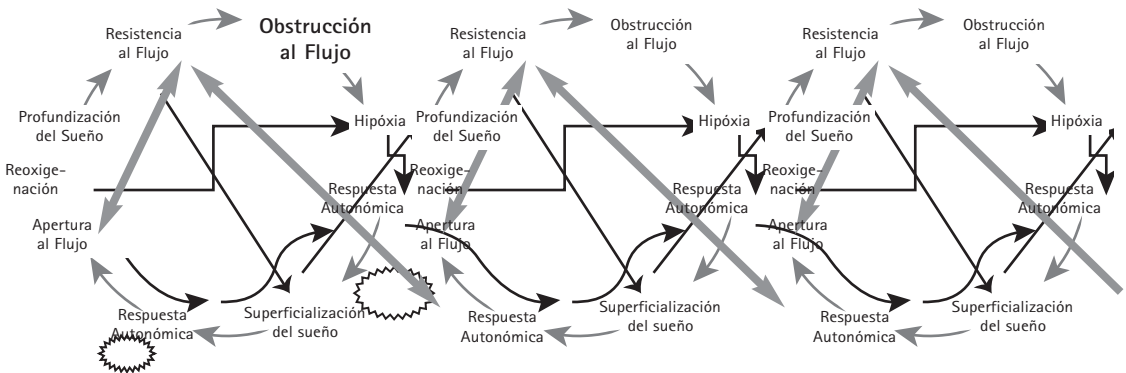 Resistencia
al Flujo
Obstrucción
al Flujo
Hipóxia
Respuesta
Autonómica
Superficialización
del sueño
Respuesta
Autonómica
Apertura
al Flujo
Reoxige-
nación
Profundización
del Sueño
Resistencia
al Flujo
Obstrucción
al Flujo
Hipóxia
Respuesta
Autonómica
Superficialización
del sueño
Respuesta
Autonómica
Apertura
al Flujo
Reoxige-
nación
Profundización
del Sueño
Resistencia
al Flujo
Obstrucción
al Flujo
Hipóxia
Respuesta
Autonómica
Superficialización
del sueño
Respuesta
Autonómica
Apertura
al Flujo
Reoxige-
nación
Profundización
del Sueño